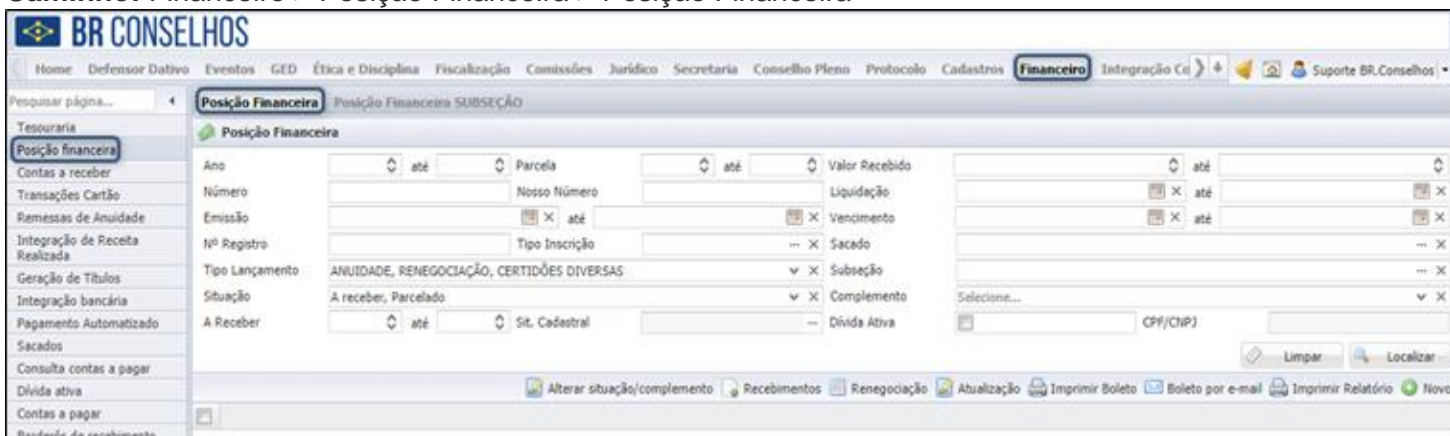 Caminho: Financeiro > Posição Financeira > Posição Financeira
BR CONSELHOS
Home Defensor Dativo Eventos GED Ética e Disciplina Fiscalização Comissões Jurídico Secretaria Conselho Pleno Protocolo Cadastros Financeiro Integração Suporte BR.Conselhos
Pesquisar página...
Posição Financeira Posição Financeira SUBSEÇÃO
Tesouraria
Posição financeira
Contas a receber
Transações Cartão
Remessas de Anuidade
Integração de Receita
Realizada
Geração de Títulos
Integração bancária
Pagamento Automatizado
Sacados
Consulta contas a pagar
Dívida ativa
Contas a pagar
Borderôs de recebimento
Posição Financeira
Ano até Parcela até Valor Recebido até
Número Nosso Número Liquidação até
Emissão até Vencimento até
Nº Registro Tipo Inscrição Sacado
Tipo Lançamento ANUIDADE, RENEGOCIAÇÃO, CERTIDÕES DIVERSAS Subseção
Situação A receber, Parcelado Complemento Selecione...
A Receber até Sit. Cadastral Dívida Ativa CPF/CNPJ
Limpar Localizar
Alterar situação/complemento Recebimentos Renegociação Atualização Imprimir Boleto Boleto por e-mail Imprimir Relatório Novo